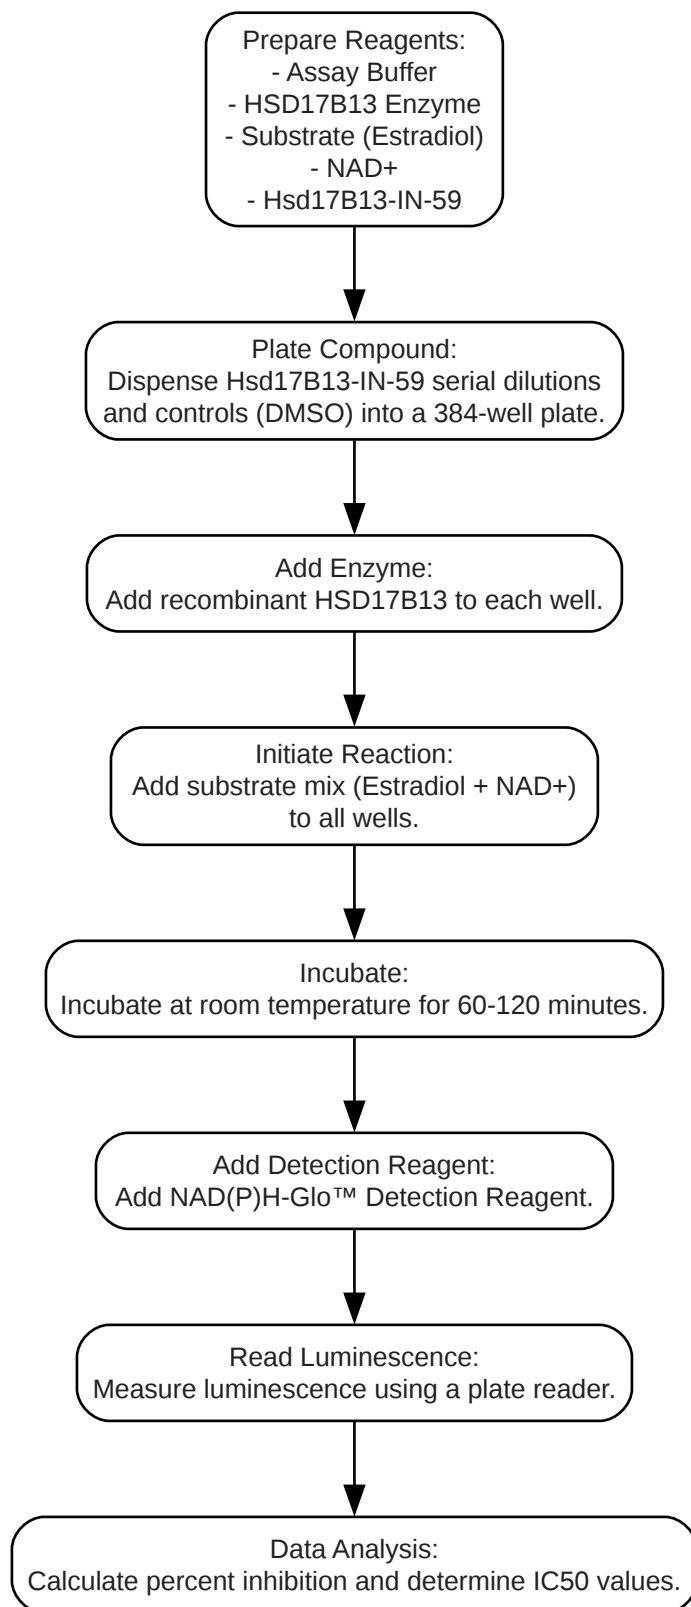 Prepare Reagents:
- Assay Buffer
- HSD17B13 Enzyme
- Substrate (Estradiol)
- NAD+
- Hsd17B13-IN-59
Plate Compound:
Dispense Hsd17B13-IN-59 serial dilutions
and controls (DMSO) into a 384-well plate.
Add Enzyme:
Add recombinant HSD17B13 to each well.
Initiate Reaction:
Add substrate mix (Estradiol + NAD+)
to all wells.
Incubate:
Incubate at room temperature for 60-120 minutes.
Add Detection Reagent:
Add NAD(P)H-Glo™ Detection Reagent.
Read Luminescence:
Measure luminescence using a plate reader.
Data Analysis:
Calculate percent inhibition and determine IC50 values.